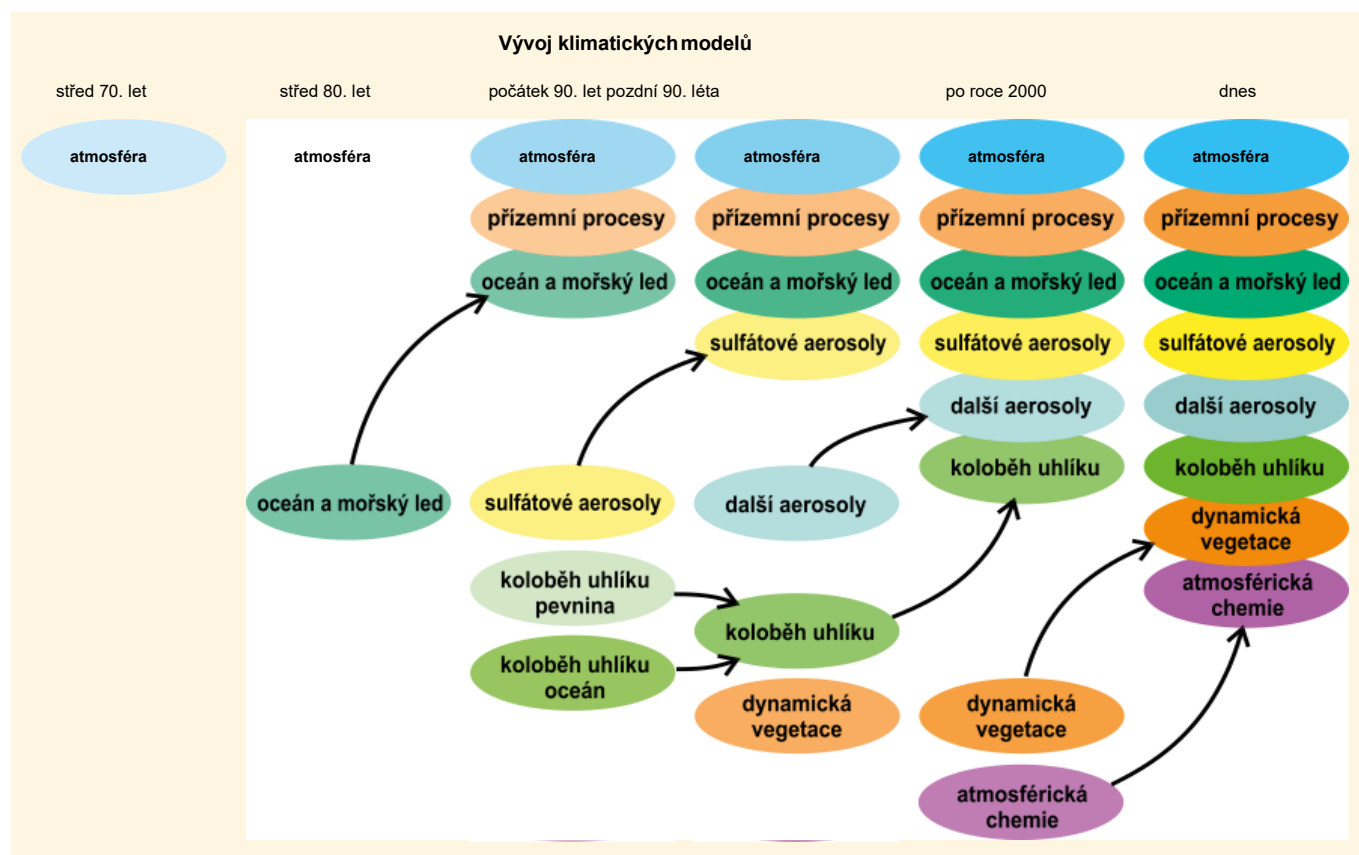 Vývoj klimatických modelů
střed 70. let střed 80. let počátek 90. let pozdní 90. léta po roce 2000 dnes
atmosféra atmosféra atmosféra atmosféra atmosféra atmosféra
přízemní procesy přízemní procesy přízemní procesy přízemní procesy
oceán a mořský led oceán a mořský led oceán a mořský led oceán a mořský led
sulfátové aerosoly sulfátové aerosoly sulfátové aerosoly
další aerosoly další aerosoly
koloběh uhlíku koloběh uhlíku
oceán a mořský led sulfátové aerosoly další aerosoly
dynamická
vegetace
koloběh uhlíku
pevnina
atmosférická
chemie
koloběh uhlíku
koloběh uhlíku
oceán
dynamická
vegetace
dynamická
vegetace
atmosférická
chemie